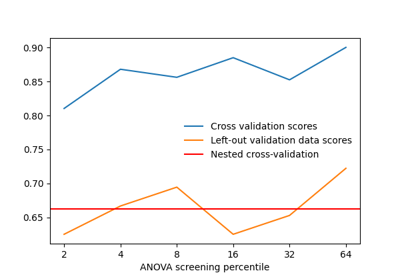 0.90
0.85
0.80
0.75
0.70
0.65
Cross validation scores
Left-out validation data scores
Nested cross-validation
2 4 8 16 32 64
ANOVA screening percentile